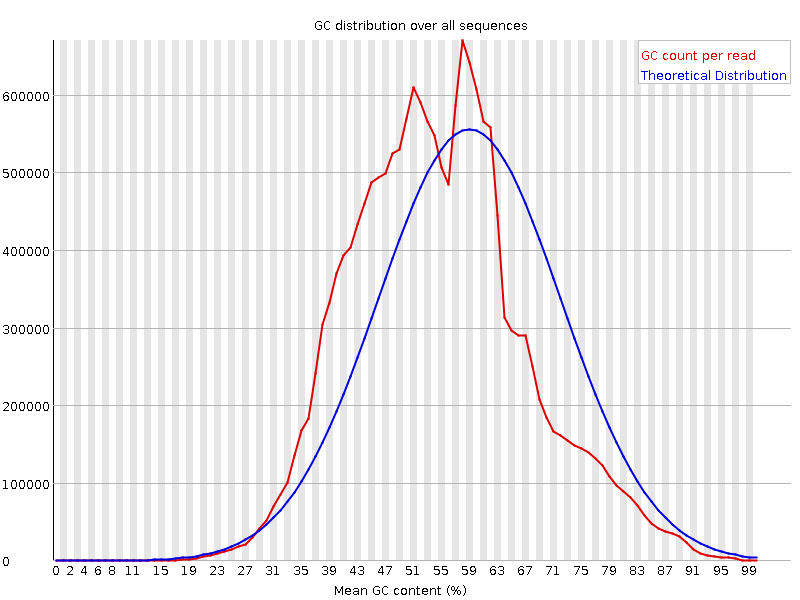 GC distribution over all sequences
GC count per read
Theoretical Distribution
600000
500000
400000
300000
200000
100000
0
0 2 4 6 8 11 15 19 23 27 31 35 39 43 47 51 55 59 63 67 71 75 79 83 87 91 95 99
Mean GC content (%)